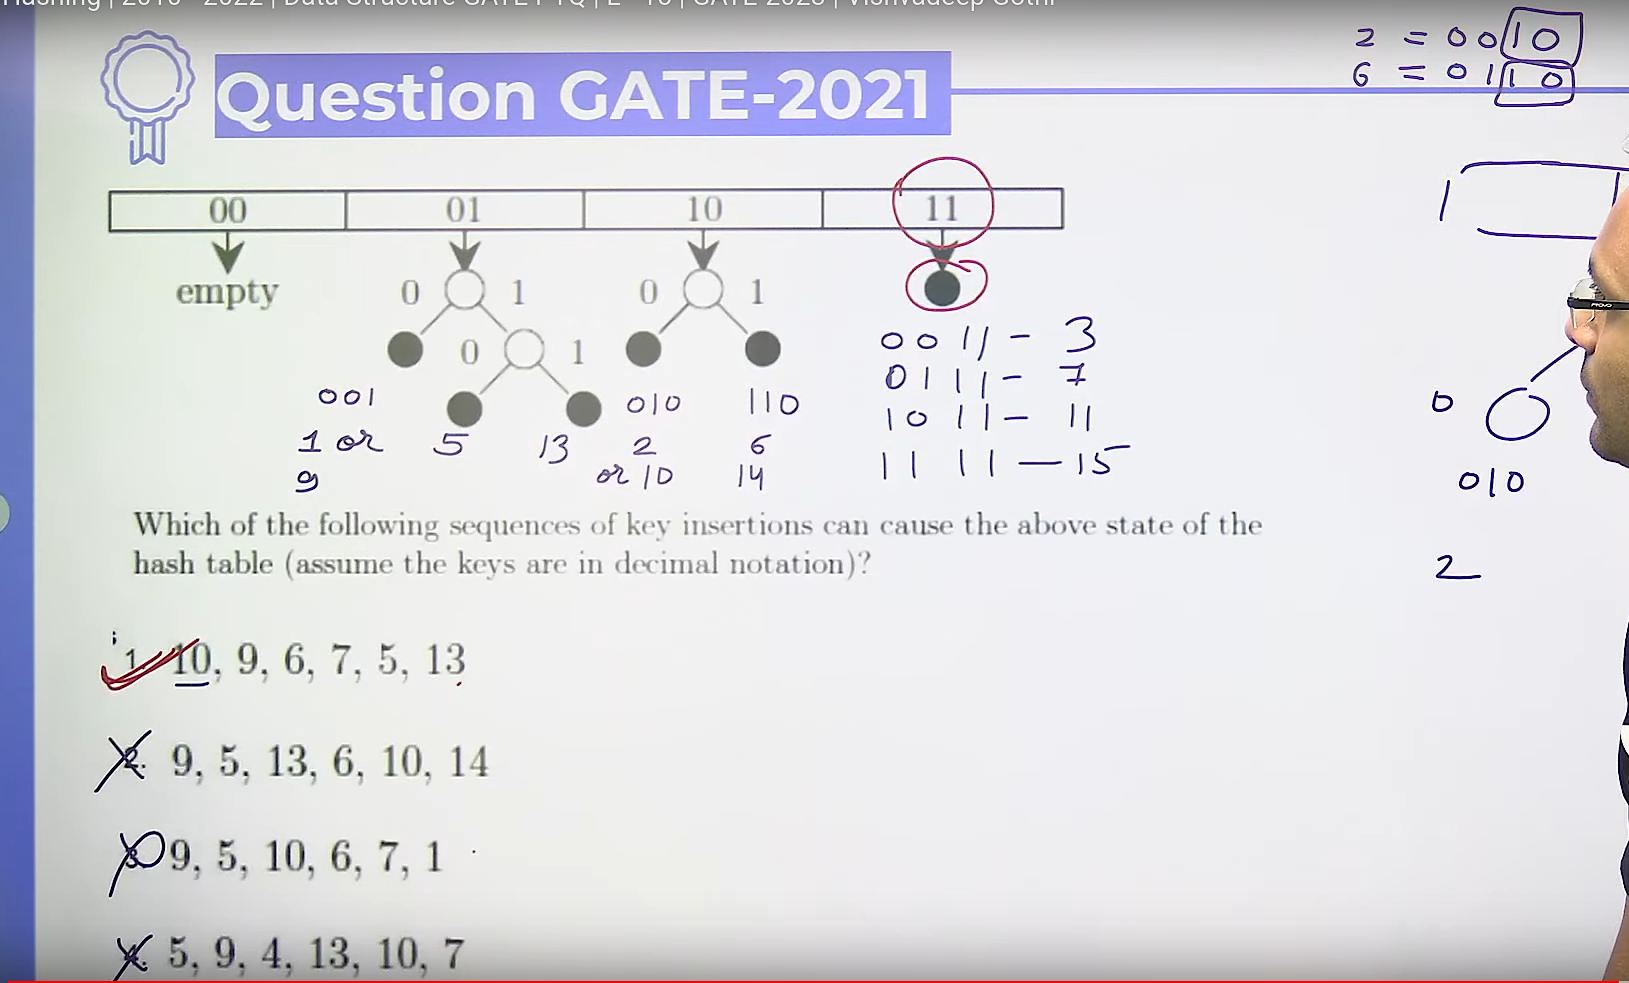 Hashing | 2010 - 2022 | Data Structure GATE PYQ | L - 10 | GATE 2023 | Vishvadeep Gothi
2 = 0010
6 = 0110
Question GATE-2021
00 01 10 11
empty
0 1 0 1
0 1
0011 - 3
0111 - 7
1011 - 11
1111 - 15
001 010 110
1 or 5 13 2 6
9 or 10 14
1
0
010
2
Which of the following sequences of key insertions can cause the above state of the
hash table (assume the keys are in decimal notation)?
1. 10, 9, 6, 7, 5, 13
2. 9, 5, 13, 6, 10, 14
9, 5, 10, 6, 7, 1
4. 5, 9, 4, 13, 10, 7